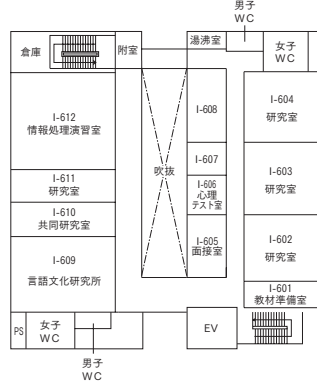 男子
WC
倉庫
附室
湯沸室
女子
WC
I-612
情報処理演習室
I-608
I-604
研究室
吹抜
I-607
I-611
研究室
I-606
心理
テスト室
I-603
研究室
I-610
共同研究室
I-605
面接室
I-602
研究室
I-609
言語文化研究所
I-601
教材準備室
PS
女子
WC
EV
男子
WC